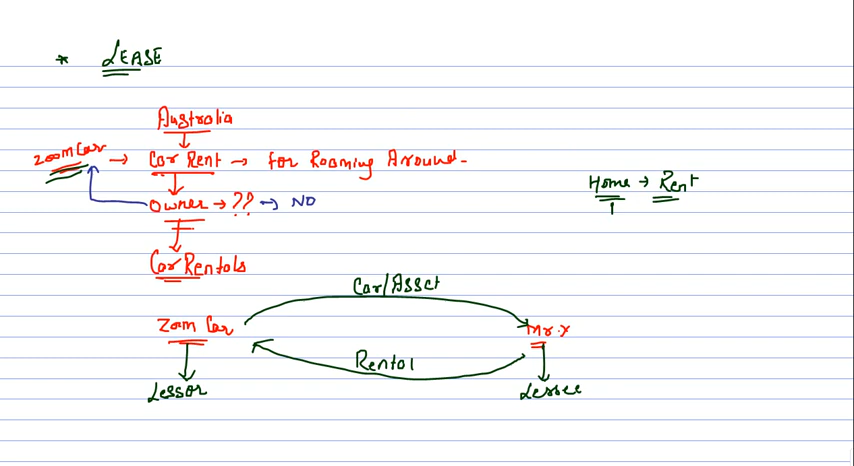 * LEASE
Australia
Zoom Car → Car Rent → for Roaming Around.
Home → Rent
Owner → ?? → NO
Car Rentals
Car/Asset
Zoom Car
Mr. X
Rental
Lessor
Lessee